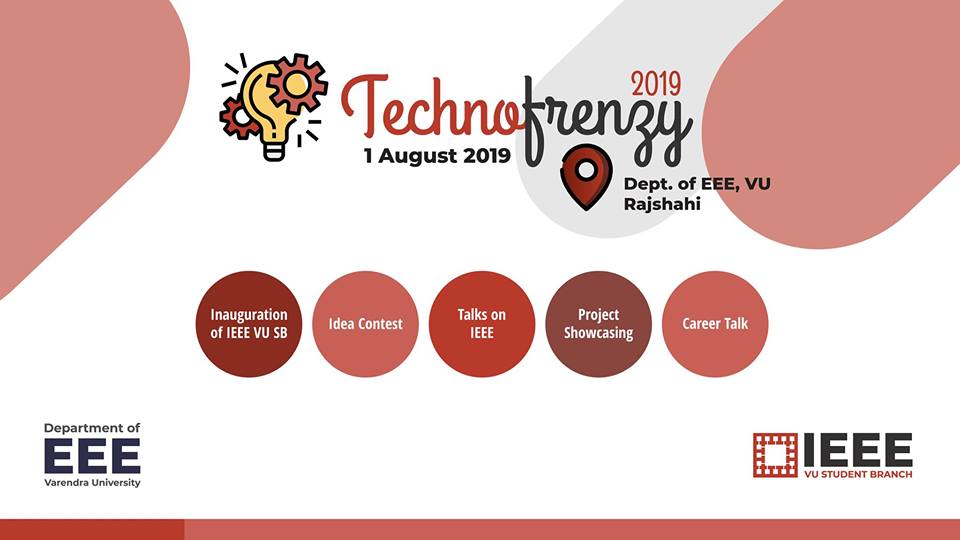 2019
Technofrenzy
1 August 2019
Dept. of EEE, VU
Rajshahi
Inauguration
of IEEE VU SB
Idea Contest
Talks on
IEEE
Project
Showcasing
Career Talk
Department of
EEE
Varendra University
IEEE
VU STUDENT BRANCH